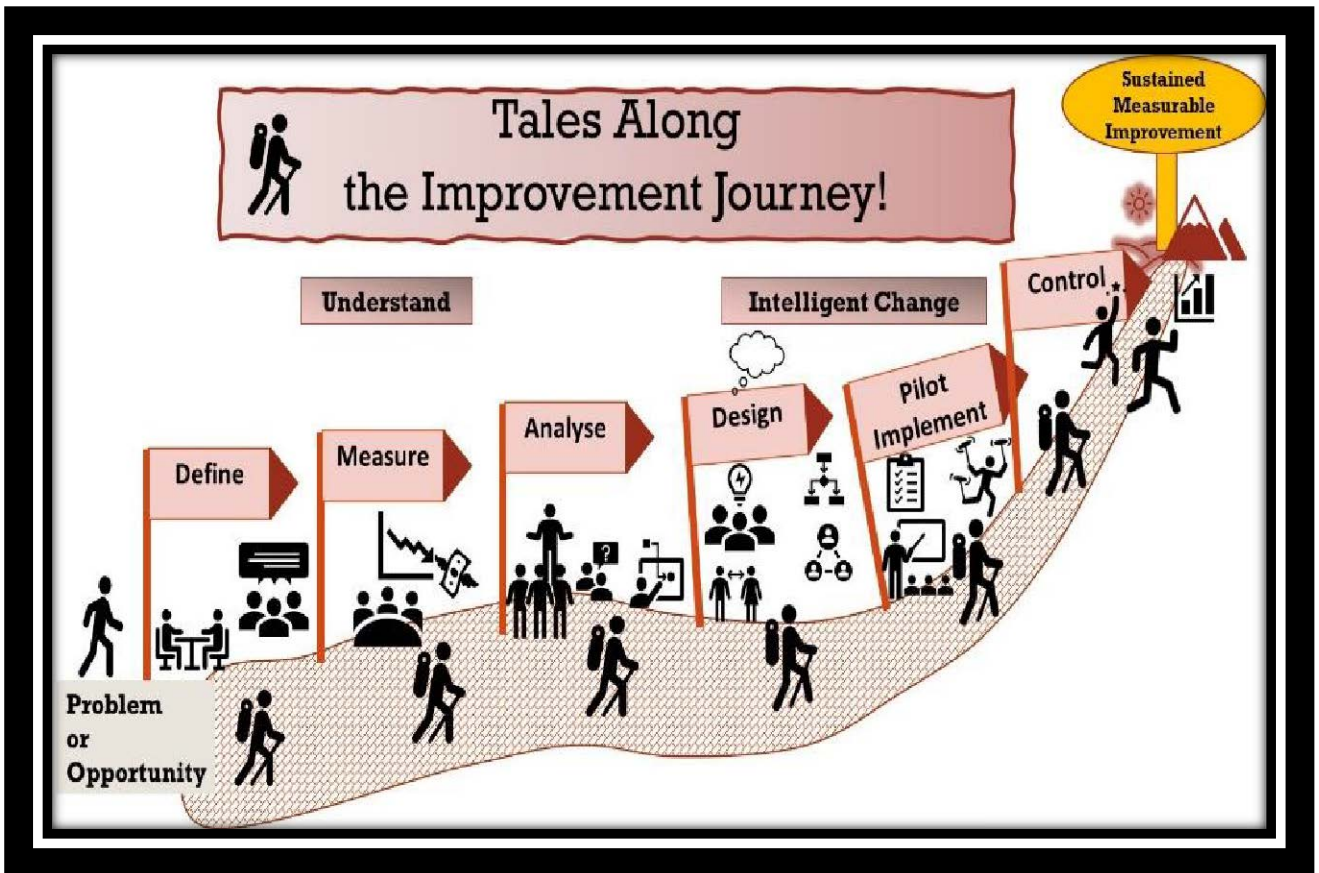 Tales Along
the Improvement Journey!
Sustained
Measurable
Improvement
Understand
Intelligent Change
Define
Measure
Analyse
Design
Pilot
Implement
Control
?
Problem
or
Opportunity